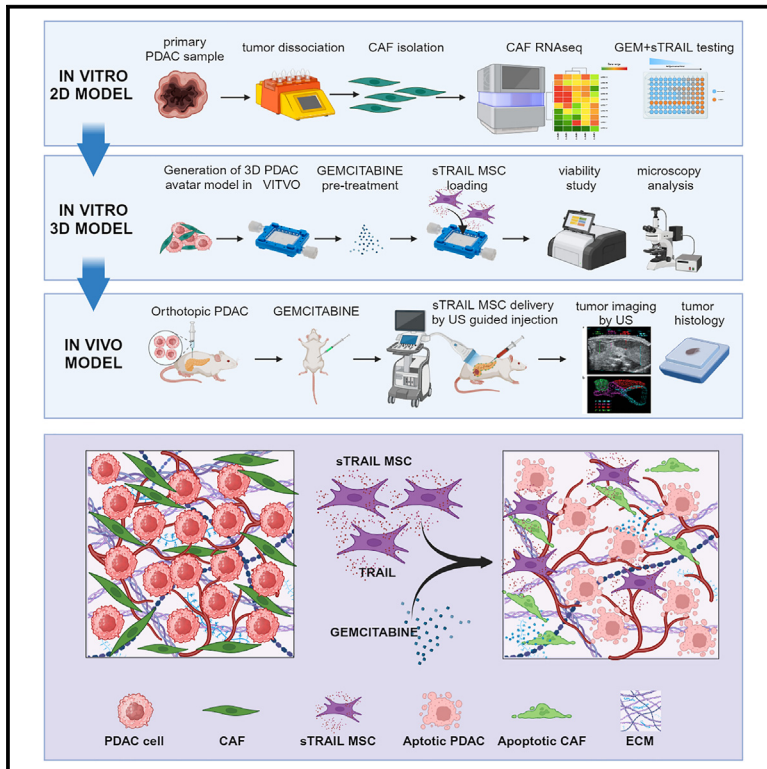 primary
PDAC sample
tumor dissociation
CAF isolation
CAF RNAseq
GEM+sTRAIL testing
IN VITRO
2D MODEL
Generation of 3D PDAC
avatar model in VITVO
GEMCITABINE
pre-treatment
sTRAIL MSC
loading
viability
study
microscopy
analysis
IN VITRO
3D MODEL
Orthotopic PDAC
GEMCITABINE
sTRAIL MSC delivery
by US guided injection
tumor imaging
by US
tumor
histology
IN VIVO
MODEL
sTRAIL MSC
TRAIL
GEMCITABINE
PDAC cell
CAF
sTRAIL MSC
Aptotic PDAC
Apoptotic CAF
ECM